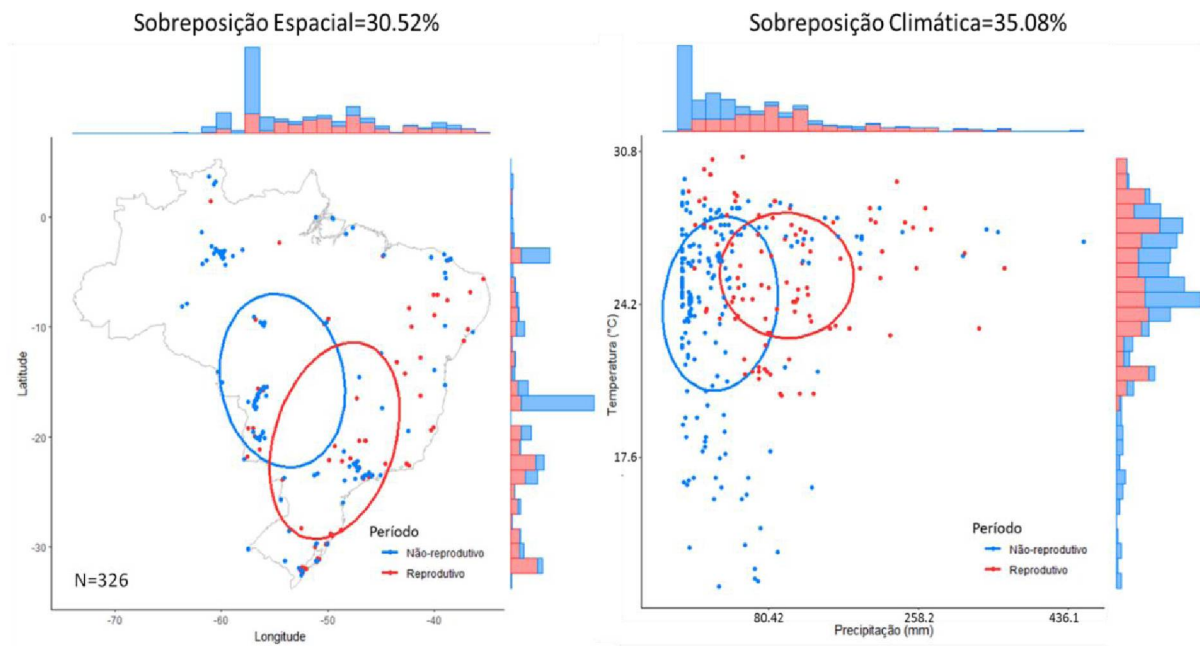 Sobreposição Espacial=30.52%
0
-10
-20
-30
Latitude
-70
-60
-50
-40
Longitude
N=326
Período
Não-reprodutivo
Reprodutivo
Sobreposição Climática=35.08%
30.8
24.2
17.6
Temperatura (°C)
80.42
258.2
436.1
Precipitação (mm)
Período
Não-reprodutivo
Reprodutivo